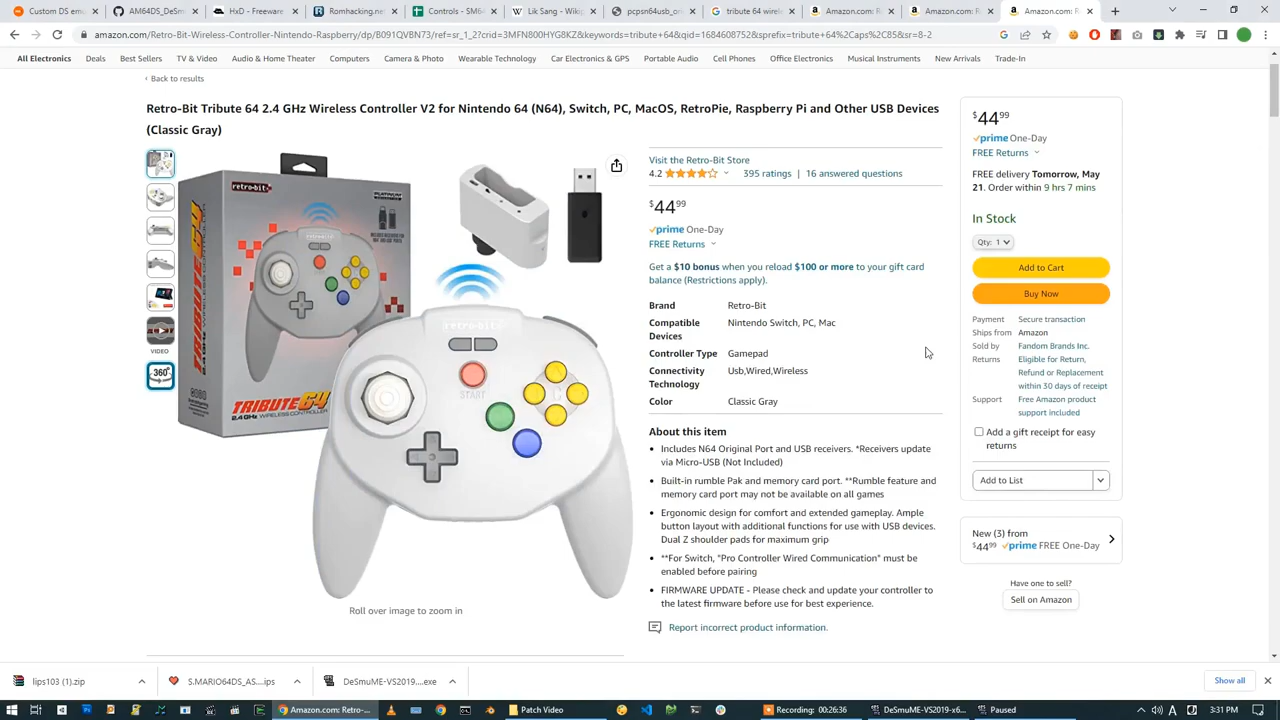 Custom DS emu
AM64DS_DeSm
HxD - Freeware
Romhacking.ne
Controls - SM6
Lik Sang - Wikip
pcpsn64usb_on
tribute 64 wirele
Amazon.com: R
Amazon.com: Re
Amazon.com: R
amazon.com/Retro-Bit-Wireless-Controller-Nintendo-Raspberry/dp/B091QVBN73/ref=sr_1_2?crid=3MFN800HYG8KZ&keywords=tribute+64&qid=1684608752&sprefix=tribute+64%2Caps%2C85&sr=8-2
All Electronics
Deals
Best Sellers
TV & Video
Audio & Home Theater
Computers
Camera & Photo
Wearable Technology
Car Electronics & GPS
Portable Audio
Cell Phones
Office Electronics
Musical Instruments
New Arrivals
Trade-In
‹ Back to results
Retro-Bit Tribute 64 2.4 GHz Wireless Controller V2 for Nintendo 64 (N64), Switch, PC, MacOS, RetroPie, Raspberry Pi and Other USB Devices
(Classic Gray)
Visit the Retro-Bit Store
4.2
395 ratings | 16 answered questions
$44 99
prime One-Day
FREE Returns
Get a $10 bonus when you reload $100 or more to your gift card
balance (Restrictions apply).
Brand Retro-Bit
Compatible Nintendo Switch, PC, Mac
Devices
Controller Type Gamepad
Connectivity Usb,Wired,Wireless
Technology
Color Classic Gray
About this item
• Includes N64 Original Port and USB receivers. *Receivers update
via Micro-USB (Not Included)
• Built-in rumble Pak and memory card port. **Rumble feature and
memory card port may not be available on all games
• Ergonomic design for comfort and extended gameplay. Ample
button layout with additional functions for use with USB devices.
Dual Z shoulder pads for maximum grip
• **For Switch, "Pro Controller Wired Communication" must be
enabled before pairing
• FIRMWARE UPDATE - Please check and update your controller to
the latest firmware before use for best experience.
Report incorrect product information.
retro-bit
TRIBUTE 64
2.4 GHZ WIRELESS CONTROLLER
retro-bit
START
C
VIDEO
360°
Roll over image to zoom in
$44 99
prime One-Day
FREE Returns
FREE delivery Tomorrow, May
21. Order within 9 hrs 7 mins
In Stock
Qty: 1
Add to Cart
Buy Now
Payment Secure transaction
Ships from Amazon
Sold by Fandom Brands Inc.
Returns Eligible for Return,
Refund or Replacement
within 30 days of receipt
Support Free Amazon product
support included
Add a gift receipt for easy
returns
Add to List
New (3) from
$44 99 prime FREE One-Day
Have one to sell?
Sell on Amazon
lips103 (1).zip
S.MARIO64DS_AS....ips
DeSmuME-VS2019-....exe
Show all
Amazon.com: Retro-...
Patch Video
Recording: 00:26:36
DeSmuME-VS2019-x6...
Paused
3:31 PM